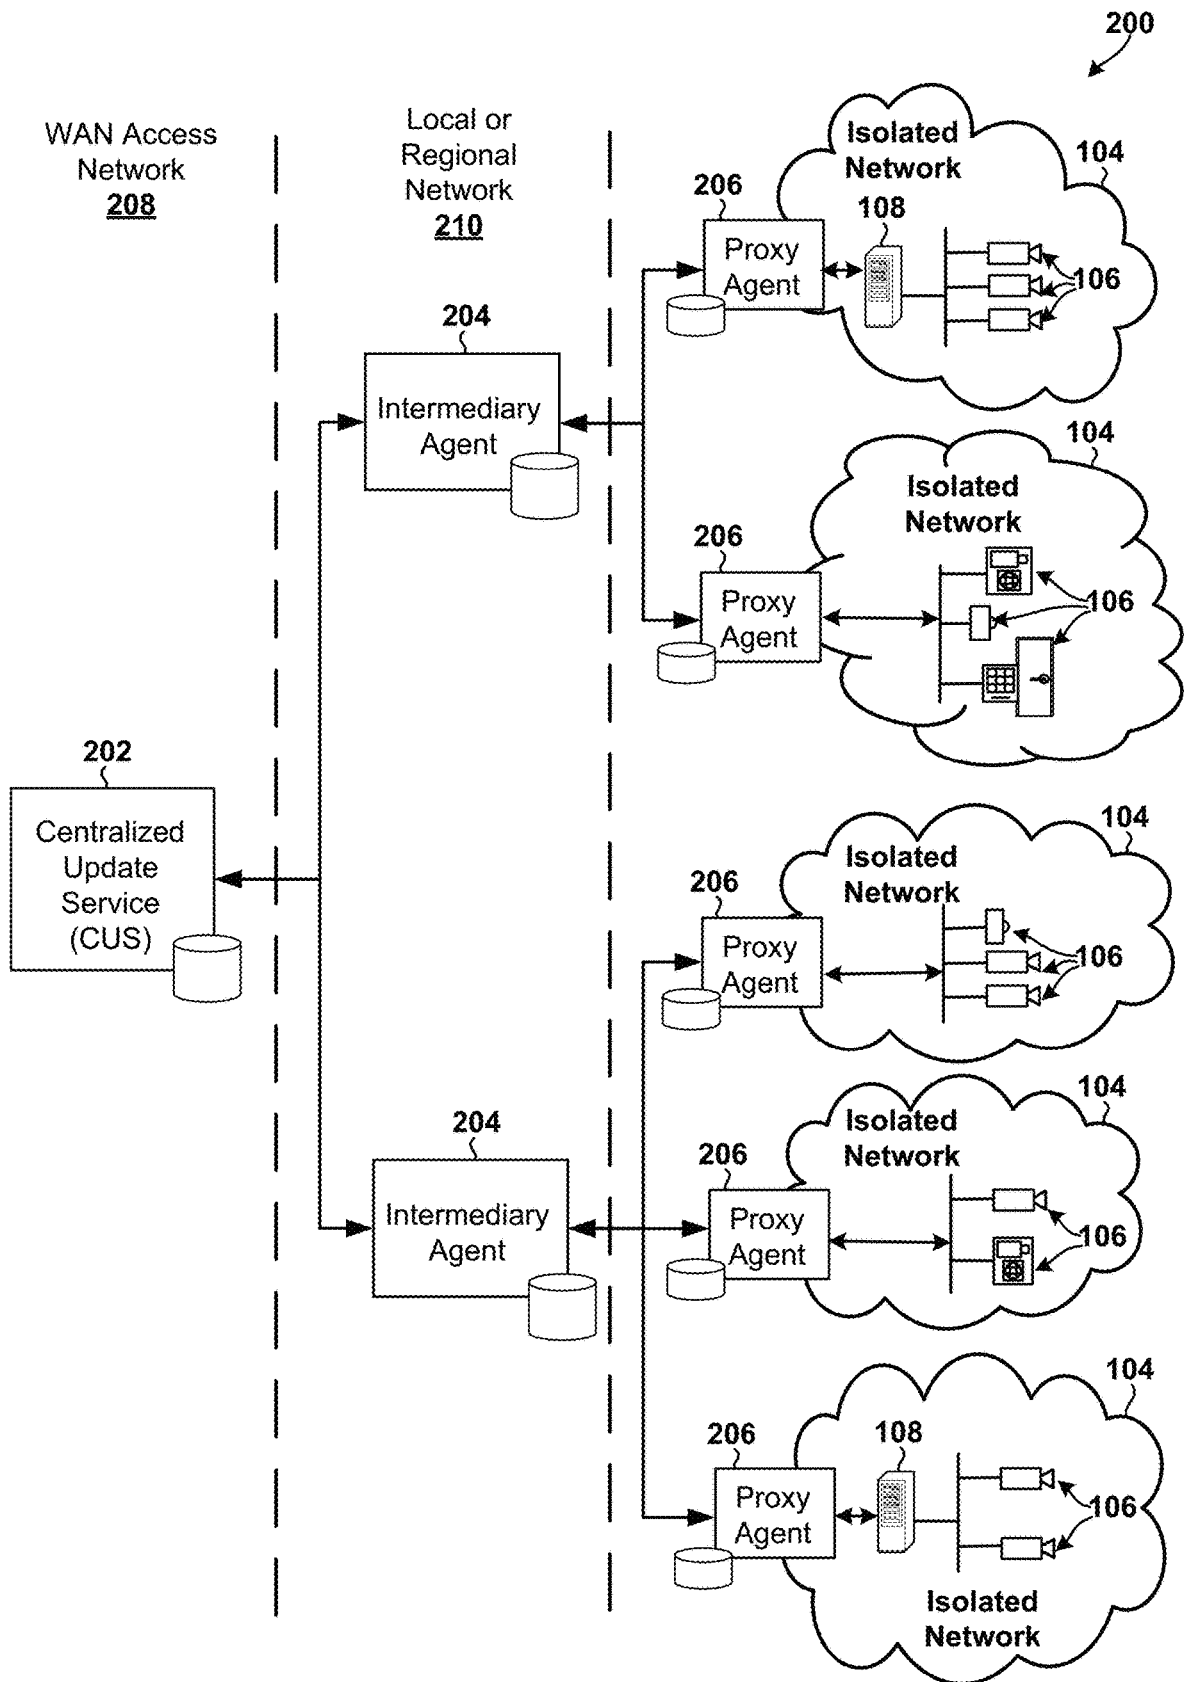 200
WAN Access
Network
208
Local or
Regional
Network
210
Isolated
Network
104
206
108
Proxy
Agent
106
204
Intermediary
Agent
104
Isolated
Network
206
Proxy
Agent
106
202
Centralized
Update
Service
(CUS)
104
Isolated
Network
206
Proxy
Agent
106
104
Isolated
Network
204
Intermediary
Agent
206
Proxy
Agent
106
104
206
108
Proxy
Agent
106
Isolated
Network